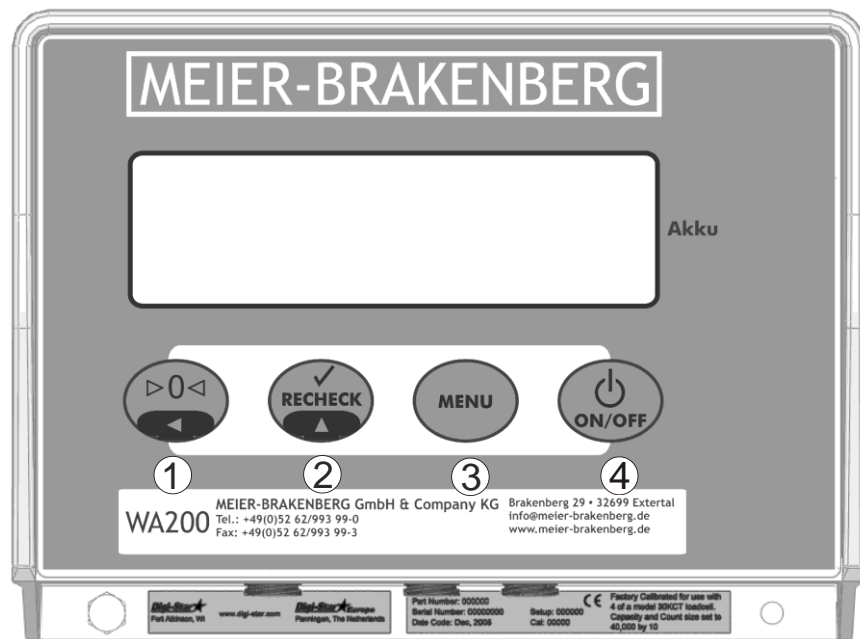 MEIER-BRAKENBERG
Akku
▷0◁
✓
RECHECK
MENU
ON/OFF
1
2
3
4
WA200
MEIER-BRAKENBERG GmbH & Company KG
Tel.: +49(0)52 62/993 99-0
Fax: +49(0)52 62/993 99-3
Brakenberg 29 • 32699 Extertal
info@meier-brakenberg.de
www.meier-brakenberg.de
Digi-Star
Fort Atkinson, WI
www.digi-star.com
Digi-Star Europe
Panningen, The Netherlands
Part Number: 000000
Serial Number: 00000000
Date Code: Dec, 2005
Setup: 000000
Cal: 00000
CE
Factory Calibrated for use with
4 of a model 30KCT loadcell.
Capacity and Count size set to
40,000 by 10